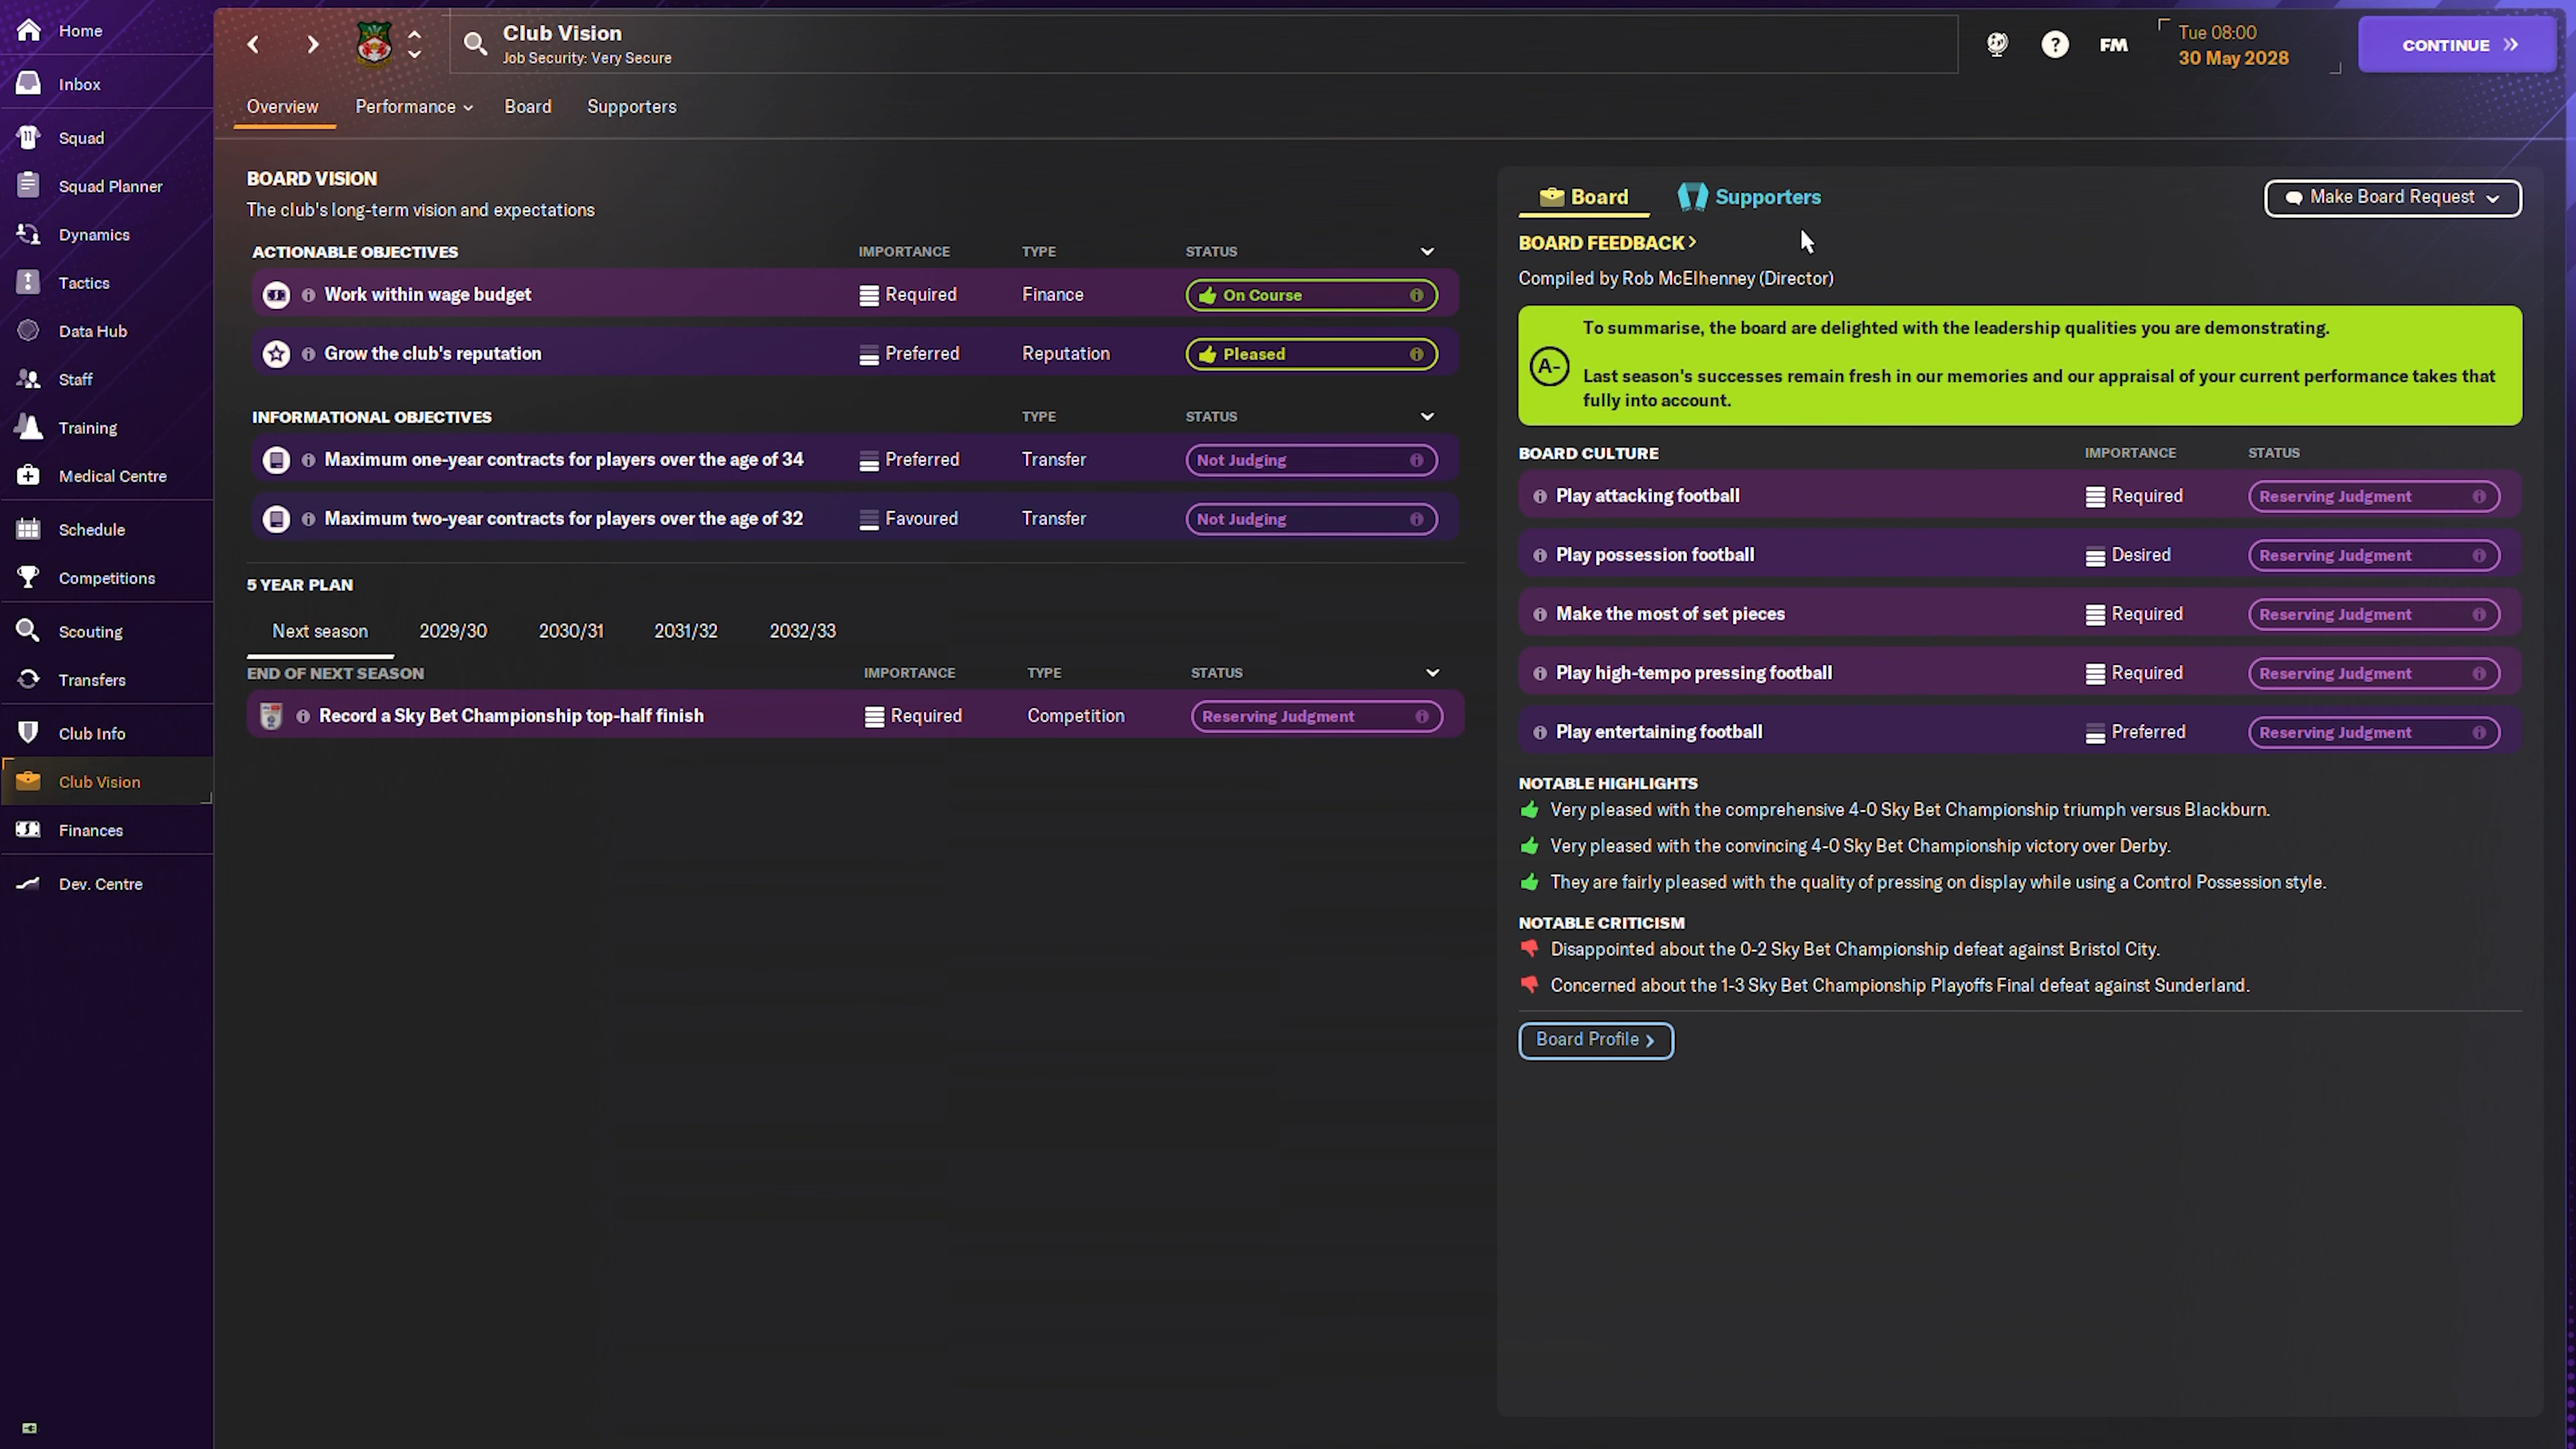 Home
Inbox
Squad
Squad Planner
Dynamics
Tactics
Data Hub
Staff
Training
Medical Centre
Schedule
Competitions
Scouting
Transfers
Club Info
Club Vision
Finances
Dev. Centre
Club Vision
Job Security: Very Secure
?
FM
Tue 08:00
30 May 2028
CONTINUE
Overview
Performance
Board
Supporters
BOARD VISION
The club's long-term vision and expectations
ACTIONABLE OBJECTIVES IMPORTANCE TYPE STATUS
Work within wage budget Required Finance On Course
Grow the club's reputation Preferred Reputation Pleased
INFORMATIONAL OBJECTIVES TYPE STATUS
Maximum one-year contracts for players over the age of 34 Preferred Transfer Not Judging
Maximum two-year contracts for players over the age of 32 Favoured Transfer Not Judging
5 YEAR PLAN
Next season 2029/30 2030/31 2031/32 2032/33
END OF NEXT SEASON IMPORTANCE TYPE STATUS
Record a Sky Bet Championship top-half finish Required Competition Reserving Judgment
Board Supporters Make Board Request
BOARD FEEDBACK >
Compiled by Rob McElhenney (Director)
A-
To summarise, the board are delighted with the leadership qualities you are demonstrating.
Last season's successes remain fresh in our memories and our appraisal of your current performance takes that
fully into account.
BOARD CULTURE IMPORTANCE STATUS
Play attacking football Required Reserving Judgment
Play possession football Desired Reserving Judgment
Make the most of set pieces Required Reserving Judgment
Play high-tempo pressing football Required Reserving Judgment
Play entertaining football Preferred Reserving Judgment
NOTABLE HIGHLIGHTS
Very pleased with the comprehensive 4-0 Sky Bet Championship triumph versus Blackburn.
Very pleased with the convincing 4-0 Sky Bet Championship victory over Derby.
They are fairly pleased with the quality of pressing on display while using a Control Possession style.
NOTABLE CRITICISM
Disappointed about the 0-2 Sky Bet Championship defeat against Bristol City.
Concerned about the 1-3 Sky Bet Championship Playoffs Final defeat against Sunderland.
Board Profile >